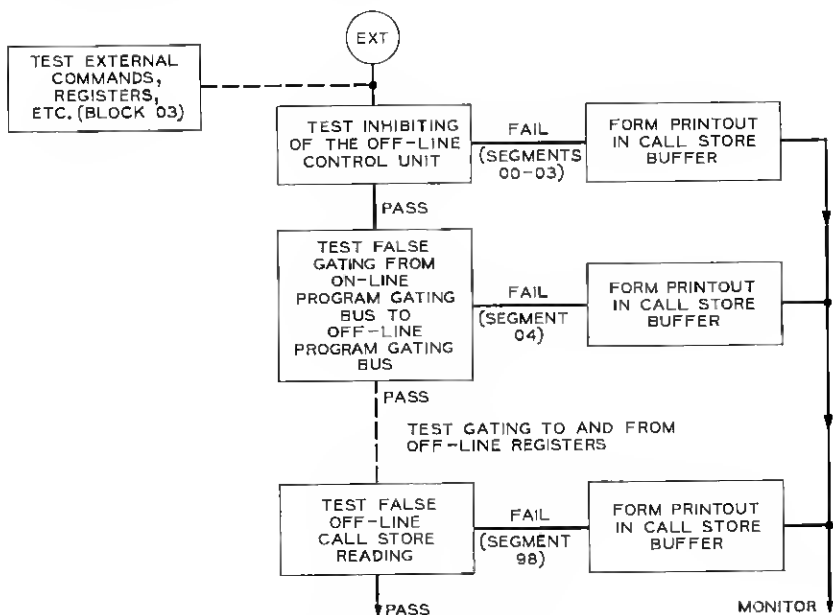 EXT
TEST EXTERNAL
COMMANDS,
REGISTERS,
ETC. (BLOCK 03)
TEST INHIBITING
OF THE OFF-LINE
CONTROL UNIT
FAIL
(SEGMENTS
00-03)
FORM PRINTOUT
IN CALL STORE
BUFFER
PASS
TEST FALSE
GATING FROM
ON-LINE
PROGRAM GATING
BUS TO
OFF-LINE
PROGRAM GATING
BUS
FAIL
(SEGMENT
04)
FORM PRINTOUT
IN CALL STORE
BUFFER
PASS
TEST GATING TO AND FROM
OFF-LINE REGISTERS
TEST FALSE
OFF-LINE
CALL STORE
READING
FAIL
(SEGMENT
98)
FORM PRINTOUT
IN CALL STORE
BUFFER
PASS
MONITOR